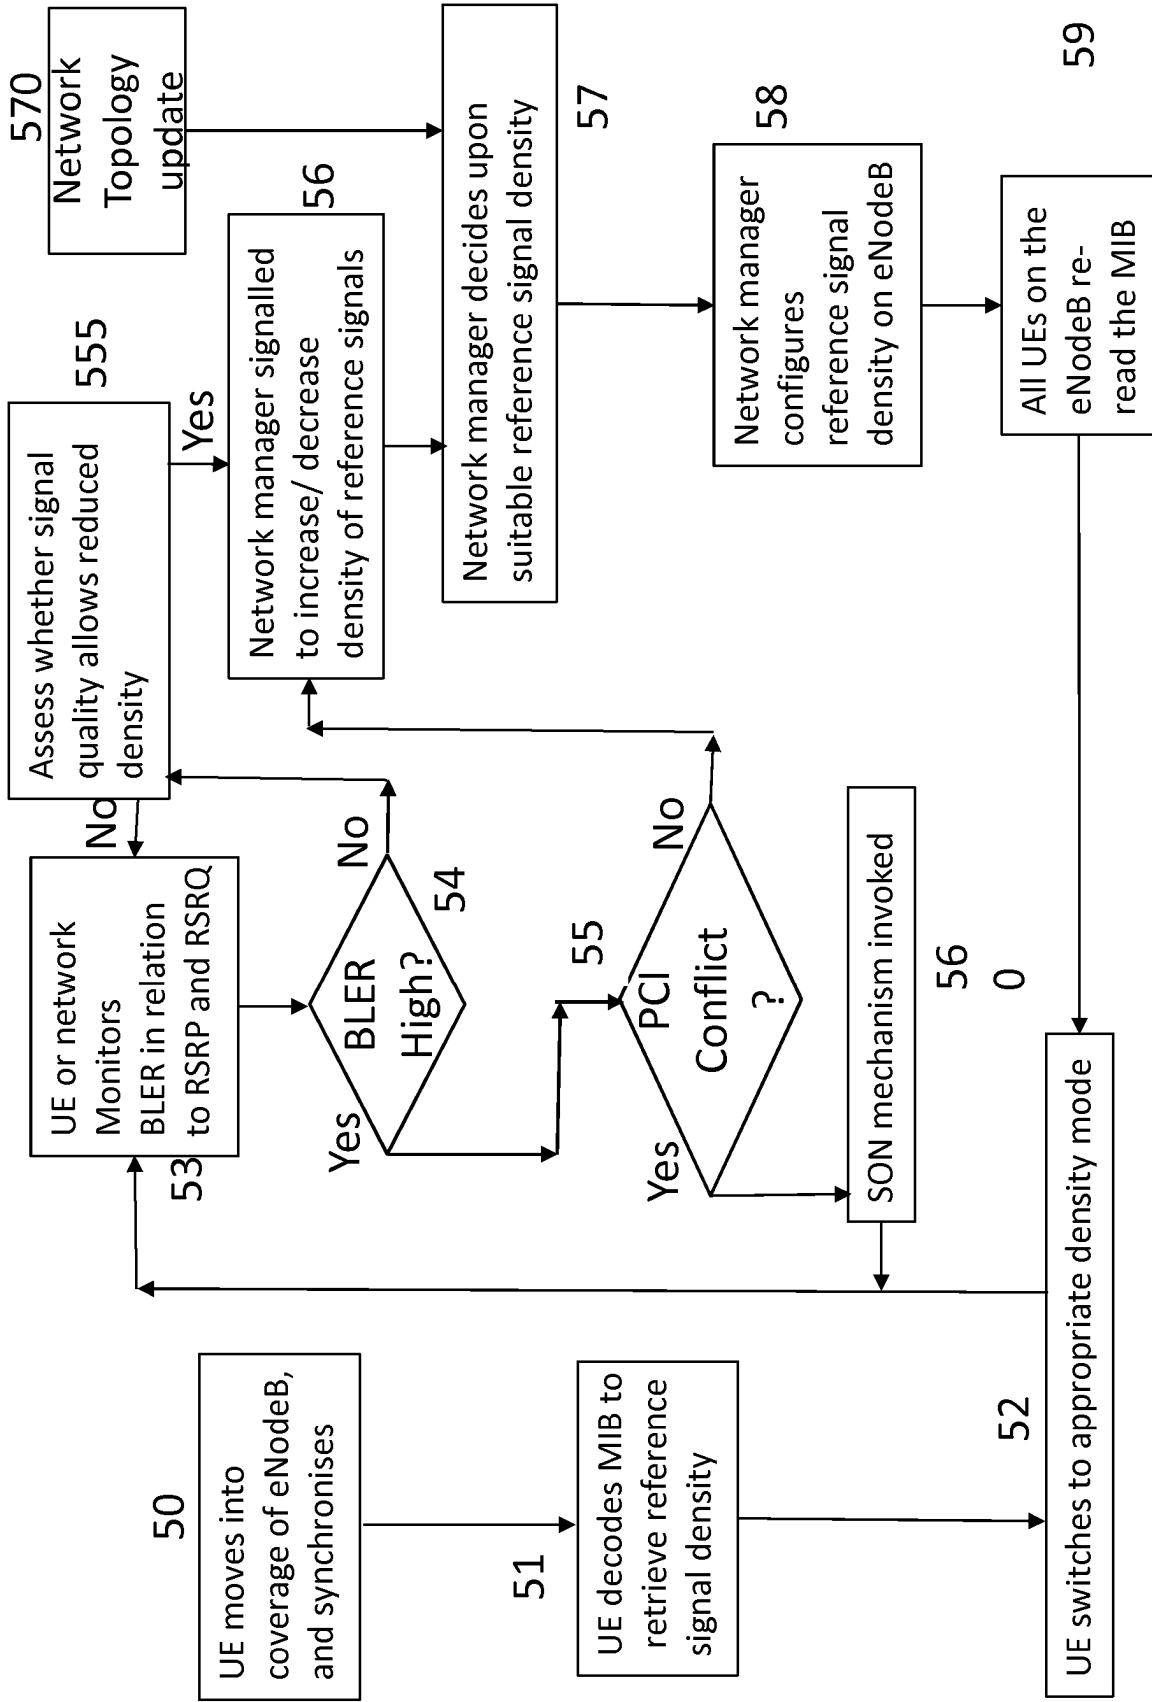 50
UE moves into
coverage of eNodeB,
and synchronises
51
UE decodes MIB to
retrieve reference
signal density
52
UE switches to appropriate density mode
53
UE or network
Monitors
BLER in relation
to RSRP and RSRQ
54
BLER
High?
Yes
No
55
PCI
Conflict
?
Yes
No
SON mechanism invoked
56
0
555
Assess whether signal
quality allows reduced
density
No
Yes
56
Network manager signalled
to increase/ decrease
density of reference signals
570
Network
Topology
update
Network manager decides upon
suitable reference signal density
57
58
Network manager
configures
reference signal
density on eNodeB
59
All UEs on the
eNodeB re-
read the MIB